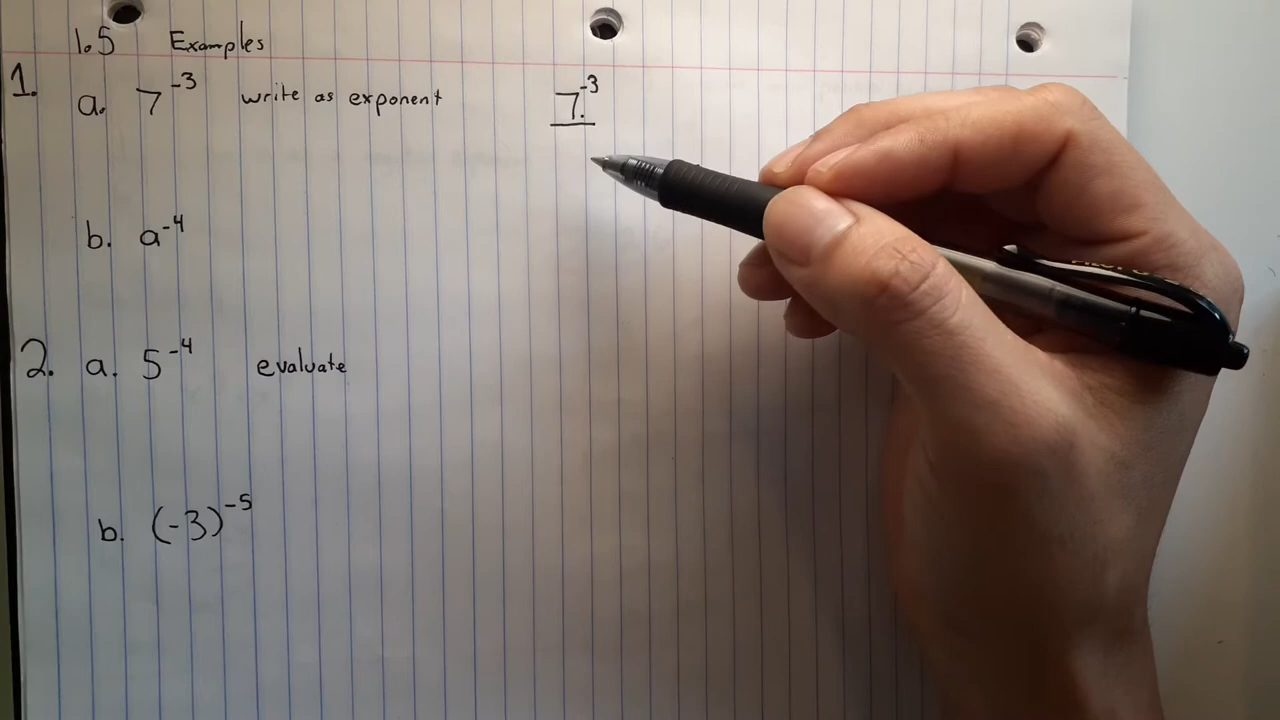 1.5 Examples
1. a. 7^-3 write as exponent 7.^-3
b. a^-4
2. a. 5^-4 evaluate
b. (-3)^-5